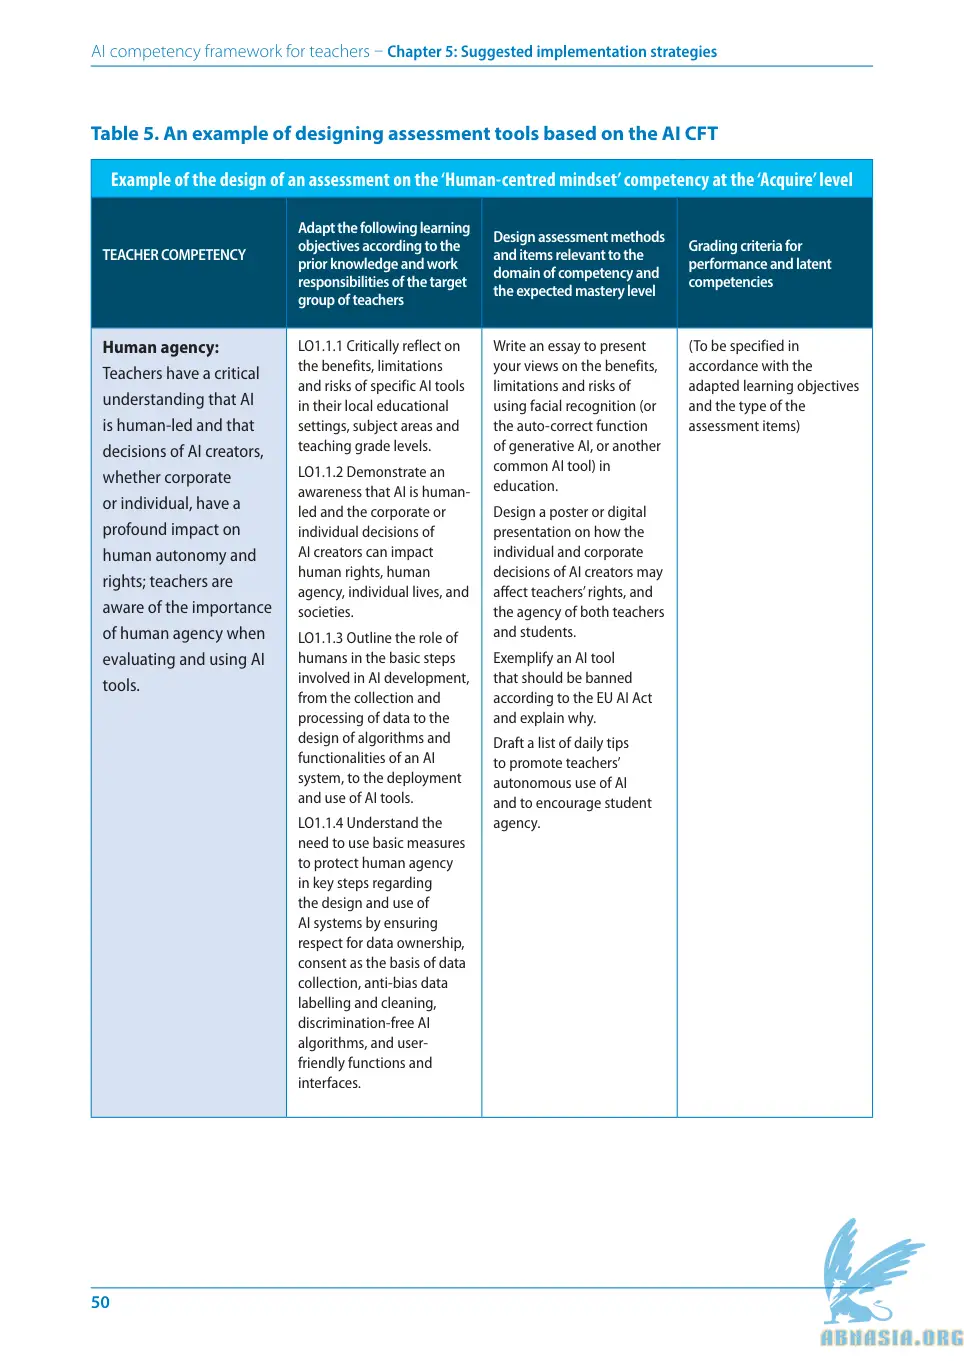 AI competency framework for teachers – Chapter 5: Suggested implementation strategies
Table 5. An example of designing assessment tools based on the AI CFT
Example of the design of an assessment on the ‘Human-centred mindset’ competency at the ‘Acquire’ level
TEACHER COMPETENCY
Adapt the following learning
objectives according to the
prior knowledge and work
responsibilities of the target
group of teachers
Design assessment methods
and items relevant to the
domain of competency and
the expected mastery level
Grading criteria for
performance and latent
competencies
Human agency:
Teachers have a critical
understanding that AI
is human-led and that
decisions of AI creators,
whether corporate
or individual, have a
profound impact on
human autonomy and
rights; teachers are
aware of the importance
of human agency when
evaluating and using AI
tools.
LO1.1.1 Critically reflect on
the benefits, limitations
and risks of specific AI tools
in their local educational
settings, subject areas and
teaching grade levels.
LO1.1.2 Demonstrate an
awareness that AI is human-
led and the corporate or
individual decisions of
AI creators can impact
human rights, human
agency, individual lives, and
societies.
LO1.1.3 Outline the role of
humans in the basic steps
involved in AI development,
from the collection and
processing of data to the
design of algorithms and
functionalities of an AI
system, to the deployment
and use of AI tools.
LO1.1.4 Understand the
need to use basic measures
to protect human agency
in key steps regarding
the design and use of
AI systems by ensuring
respect for data ownership,
consent as the basis of data
collection, anti-bias data
labelling and cleaning,
discrimination-free AI
algorithms, and user-
friendly functions and
interfaces.
Write an essay to present
your views on the benefits,
limitations and risks of
using facial recognition (or
the auto-correct function
of generative AI, or another
common AI tool) in
education.
Design a poster or digital
presentation on how the
individual and corporate
decisions of AI creators may
affect teachers’ rights, and
the agency of both teachers
and students.
Exemplify an AI tool
that should be banned
according to the EU AI Act
and explain why.
Draft a list of daily tips
to promote teachers’
autonomous use of AI
and to encourage student
agency.
(To be specified in
accordance with the
adapted learning objectives
and the type of the
assessment items)
50
ABNASIA.ORG